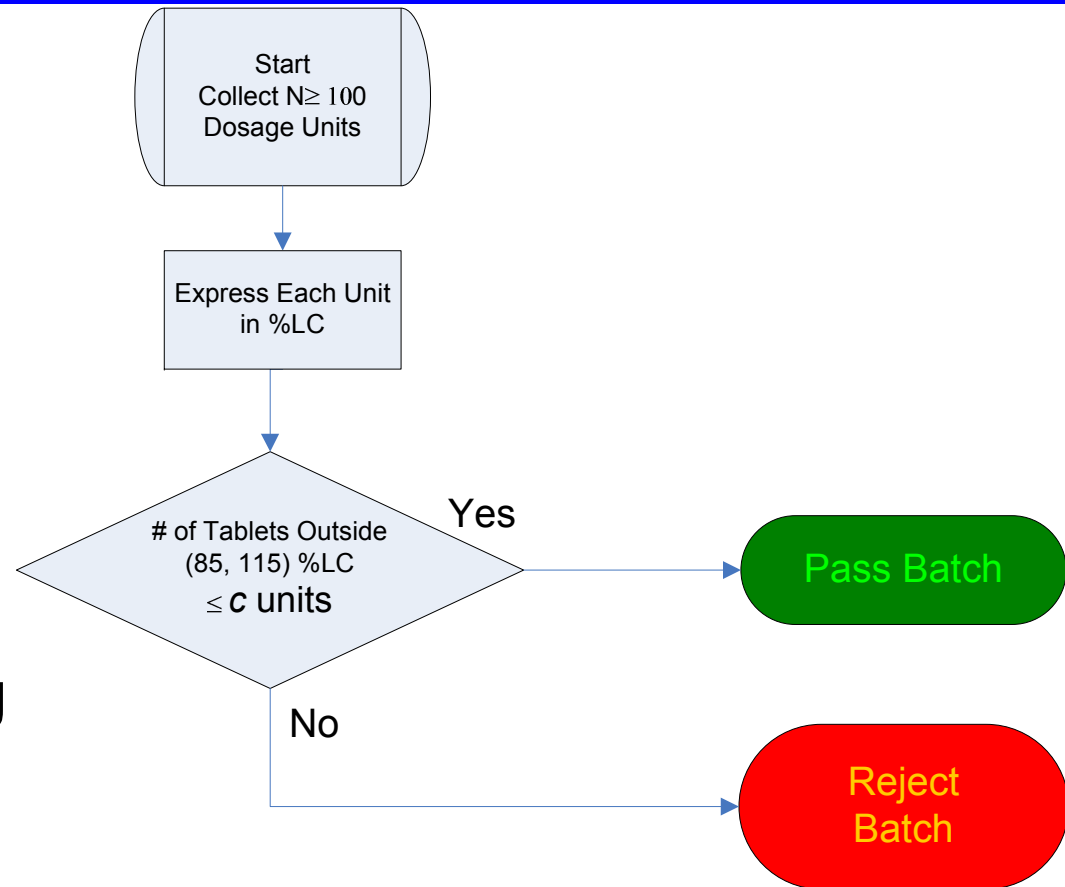 Start
Collect N≥ 100
Dosage Units
Express Each Unit
in %LC
# of Tablets Outside
(85, 115) %LC
≤ c units
Yes
Pass Batch
No
Reject
Batch